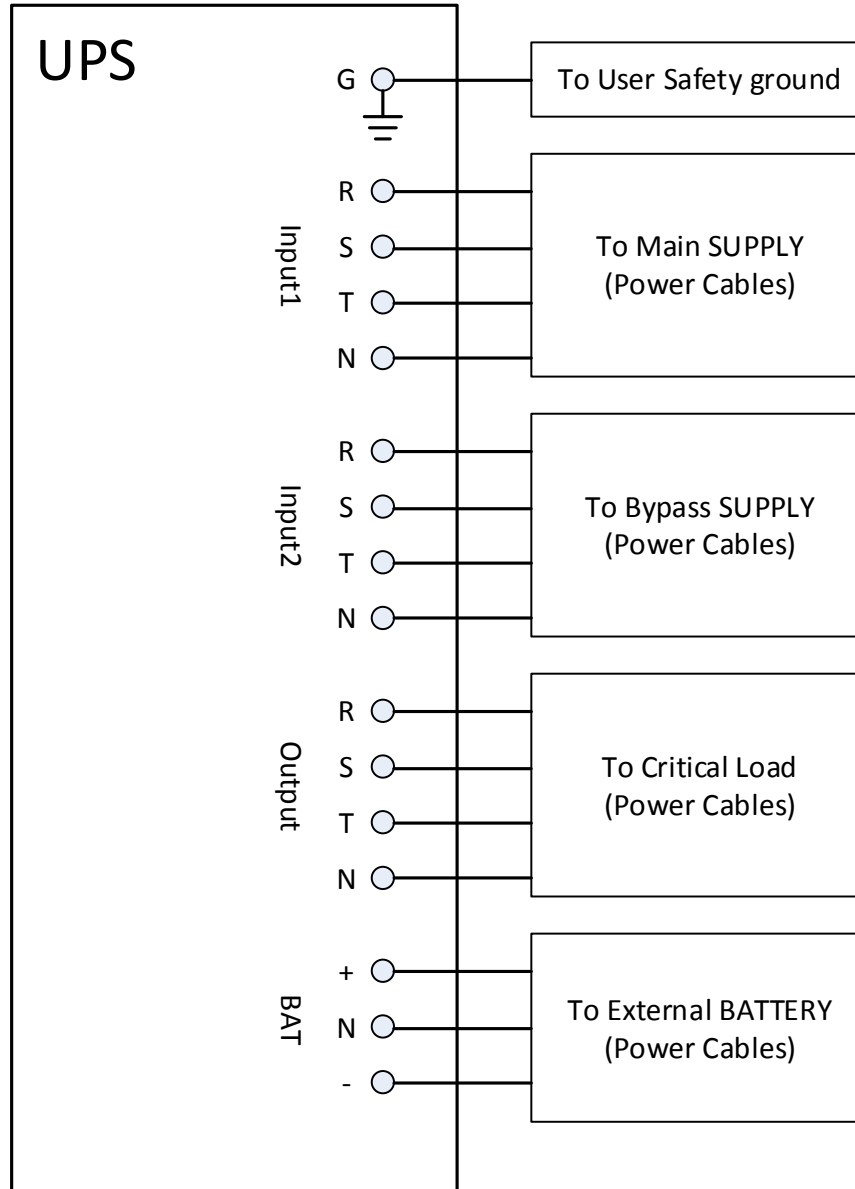 UPS
G
To User Safety ground
Input1
R
S
T
N
To Main SUPPLY
(Power Cables)
Input2
R
S
T
N
To Bypass SUPPLY
(Power Cables)
Output
R
S
T
N
To Critical Load
(Power Cables)
BAT
+
N
-
To External BATTERY
(Power Cables)